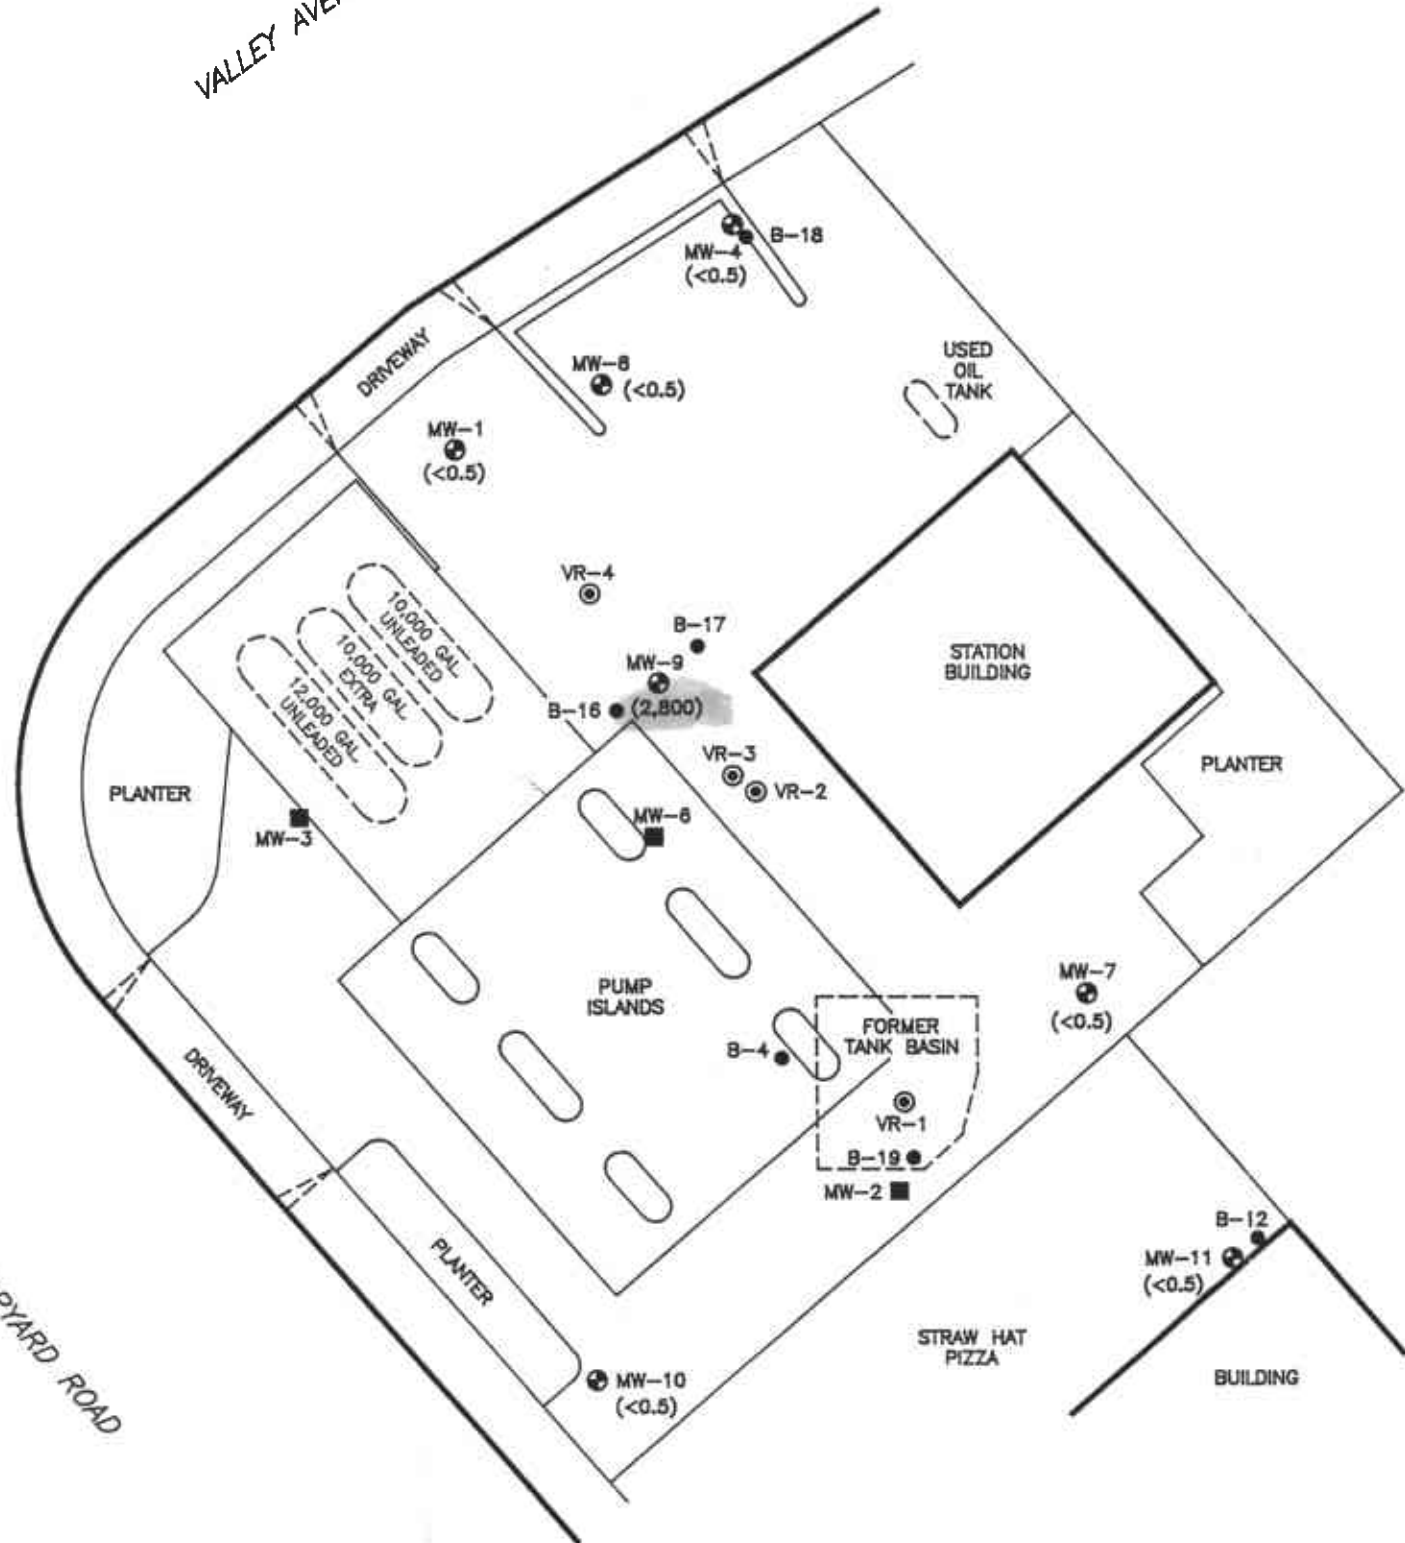 VALLEY
B-18
MW-4
(<0.5)
DRIVEWAY
MW-8
(<0.5)
USED
OIL
TANK
MW-1
(<0.5)
VR-4
10,000 GAL.
UNLEADED
10,000 GAL.
EXTRA
12,000 GAL.
UNLEADED
B-17
MW-9
B-16
(2,800)
STATION
BUILDING
VR-3
VR-2
PLANTER
PLANTER
MW-3
MW-6
PUMP
ISLANDS
MW-7
(<0.5)
FORMER
TANK BASIN
B-4
DRIVEWAY
VR-1
B-19
MW-2
PLANTER
B-12
MW-11
(<0.5)
STRAW HAT
PIZZA
BUILDING
MW-10
(<0.5)
ROAD